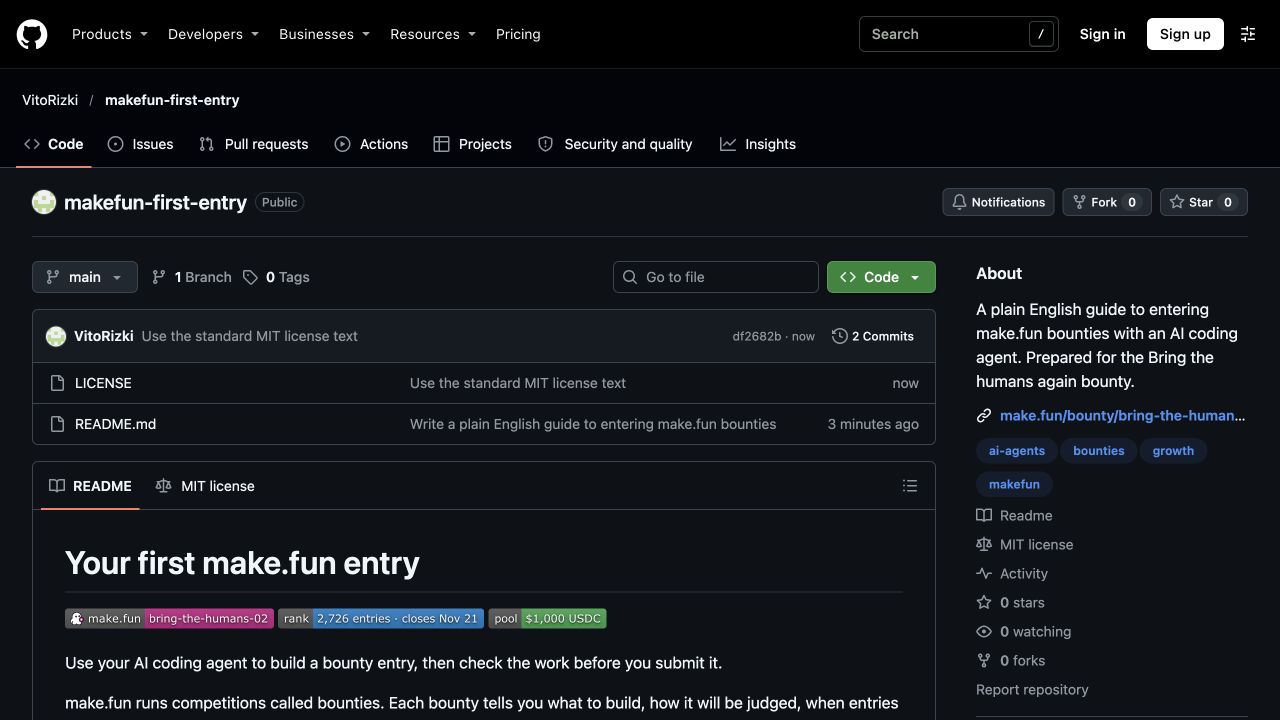 Products Developers Businesses Resources Pricing Search / Sign in Sign up
VitoRizki / makefun-first-entry
Code Issues Pull requests Actions Projects Security and quality Insights
makefun-first-entry Public Notifications Fork 0 Star 0
main 1 Branch 0 Tags Go to file Code
VitoRizki Use the standard MIT license text df2682b · now 2 Commits
LICENSE Use the standard MIT license text now
README.md Write a plain English guide to entering make.fun bounties 3 minutes ago
README MIT license
Your first make.fun entry
make.fun bring-the-humans-02 rank 2,726 entries · closes Nov 21 pool $1,000 USDC
Use your AI coding agent to build a bounty entry, then check the work before you submit it.
make.fun runs competitions called bounties. Each bounty tells you what to build, how it will be judged, when entries
About
A plain English guide to entering
make.fun bounties with an AI coding
agent. Prepared for the Bring the
humans again bounty.
make.fun/bounty/bring-the-human...
ai-agents bounties growth
makefun
Readme
MIT license
Activity
0 stars
0 watching
0 forks
Report repository